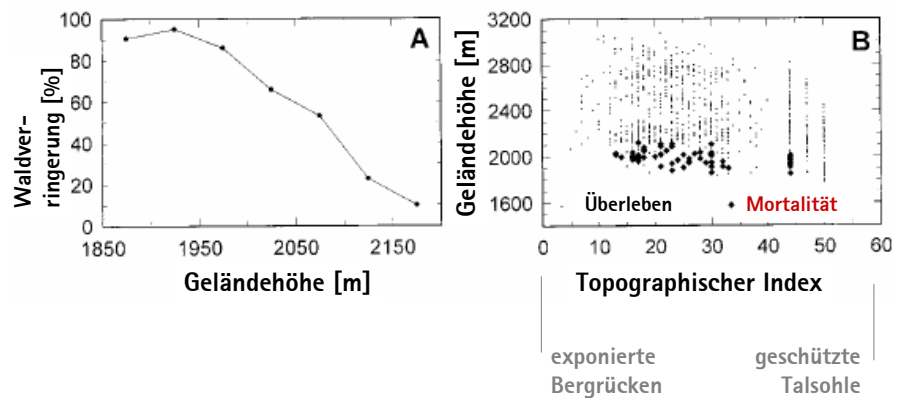 A
Waldver-
ringerung [%]
100
80
60
40
20
0
1850 1950 2050 2150
Geländehöhe [m]
B
Geländehöhe [m]
3200
2800
2400
2000
1600
Überleben Mortalität
0 10 20 30 40 50 60
Topographischer Index
exponierte
Bergrücken
geschützte
Talsohle